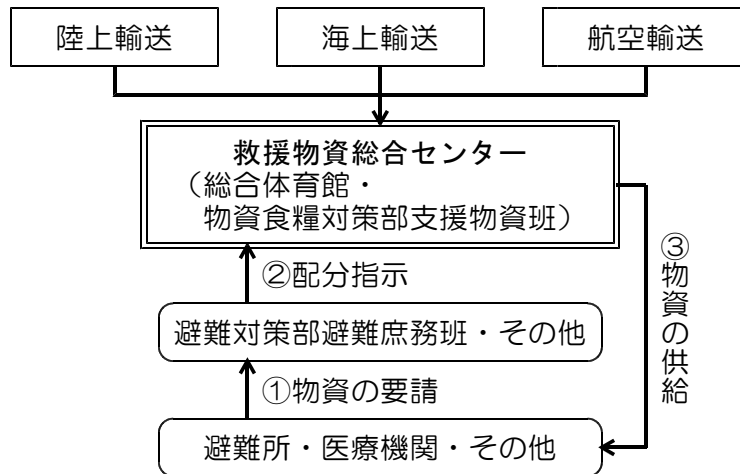 陸上輸送
海上輸送
航空輸送
救援物資総合センター
（総合体育館・
物資食糧対策部支援物資班）
②配分指示
避難対策部避難庶務班・その他
①物資の要請
避難所・医療機関・その他
③物資の供給